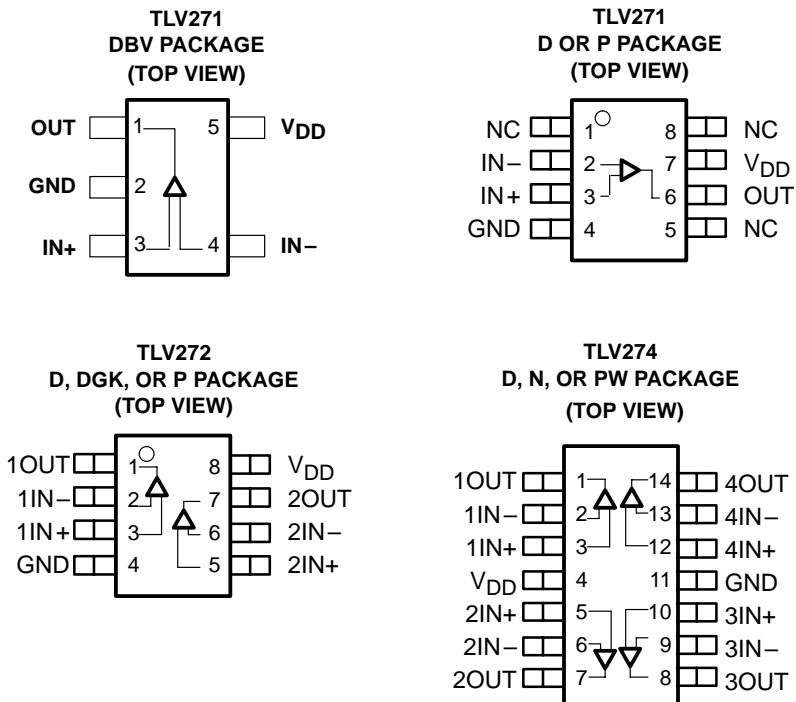 TLV271
DBV PACKAGE
(TOP VIEW)
OUT 1 5 VDD
GND 2
IN+ 3 4 IN−
TLV271
D OR P PACKAGE
(TOP VIEW)
NC 1 8 NC
IN− 2 7 VDD
IN+ 3 6 OUT
GND 4 5 NC
TLV272
D, DGK, OR P PACKAGE
(TOP VIEW)
1OUT 1 8 VDD
1IN− 2 7 2OUT
1IN+ 3 6 2IN−
GND 4 5 2IN+
TLV274
D, N, OR PW PACKAGE
(TOP VIEW)
1OUT 1 14 4OUT
1IN− 2 13 4IN−
1IN+ 3 12 4IN+
VDD 4 11 GND
2IN+ 5 10 3IN+
2IN− 6 9 3IN−
2OUT 7 8 3OUT